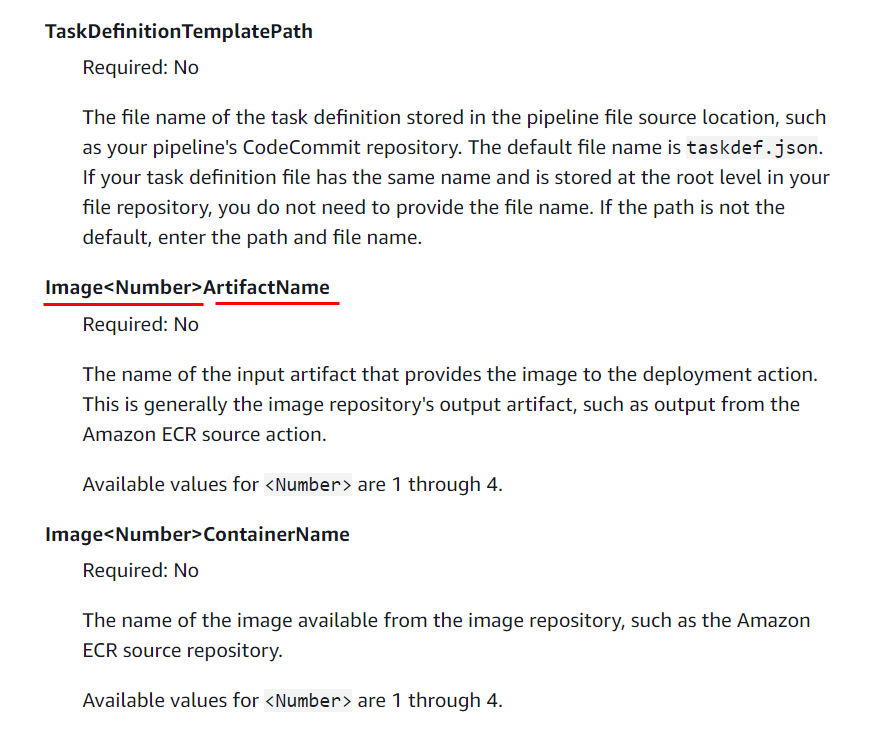 TaskDefinitionTemplatePath
Required: No
The file name of the task definition stored in the pipeline file source location, such
as your pipeline's CodeCommit repository. The default file name is taskdef.json.
If your task definition file has the same name and is stored at the root level in your
file repository, you do not need to provide the file name. If the path is not the
default, enter the path and file name.
Image<Number>ArtifactName
Required: No
The name of the input artifact that provides the image to the deployment action.
This is generally the image repository's output artifact, such as output from the
Amazon ECR source action.
Available values for <Number> are 1 through 4.
Image<Number>ContainerName
Required: No
The name of the image available from the image repository, such as the Amazon
ECR source repository.
Available values for <Number> are 1 through 4.